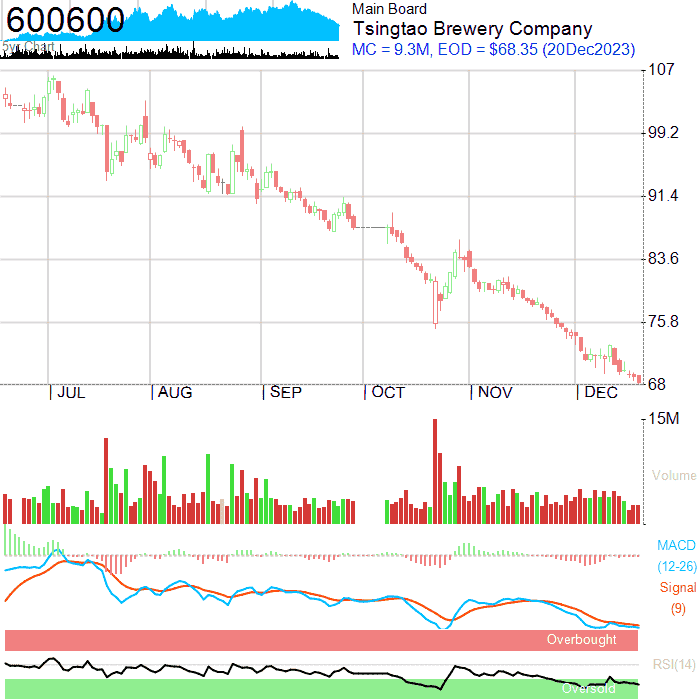 600600
5yr Chart
Main Board
Tsingtao Brewery Company
MC = 9.3M, EOD = $68.35 (20Dec2023)
107
99.2
91.4
83.6
75.8
68
JUL
AUG
SEP
OCT
NOV
DEC
15M
Volume
MACD
(12-26)
Signal
(9)
Overbought
RSI(14)
Oversold